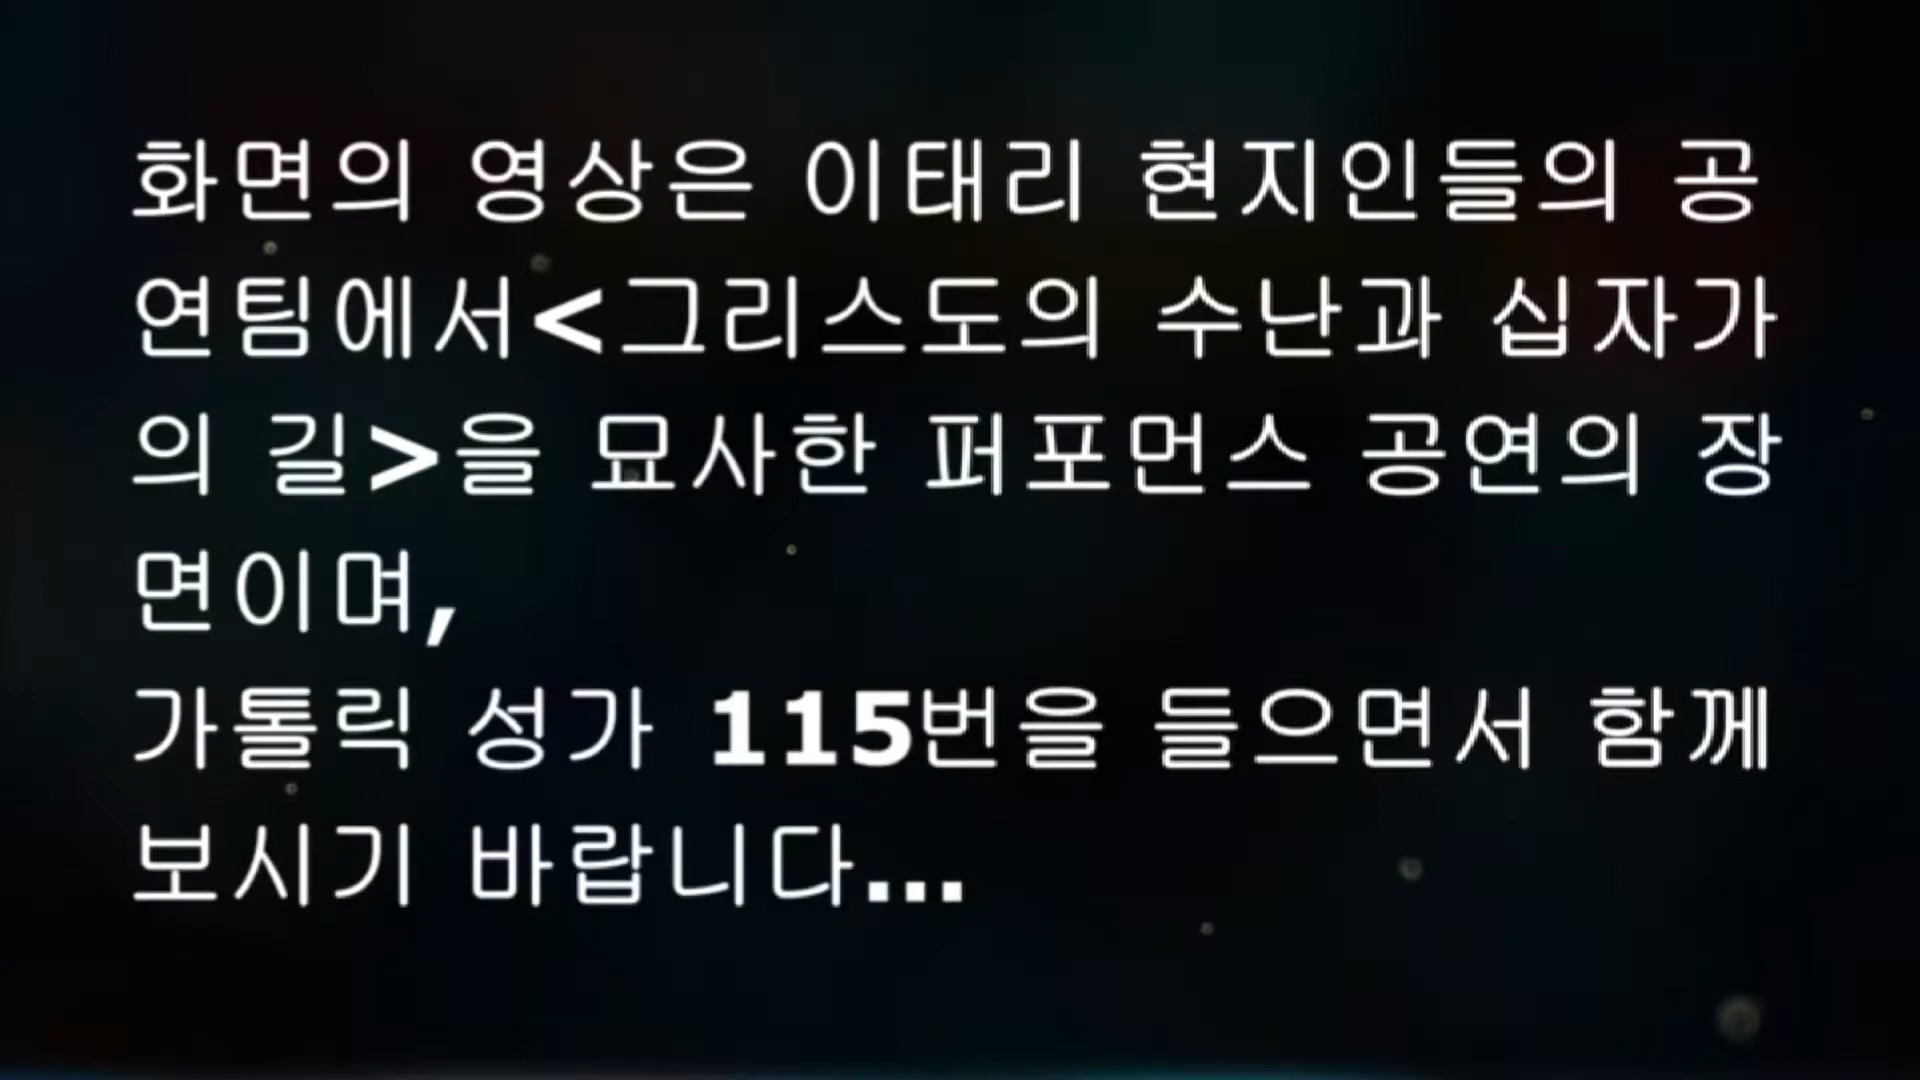 화면의 영상은 이태리 현지인들의 공
연팀에서<그리스도의 수난과 십자가
의 길>을 묘사한 퍼포먼스 공연의 장
면이며,
가톨릭 성가 115번을 들으면서 함께
보시기 바랍니다...